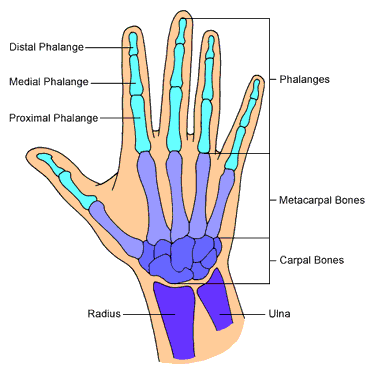 Distal Phalange
Medial Phalange
Proximal Phalange
Phalanges
Metacarpal Bones
Carpal Bones
Radius
Ulna